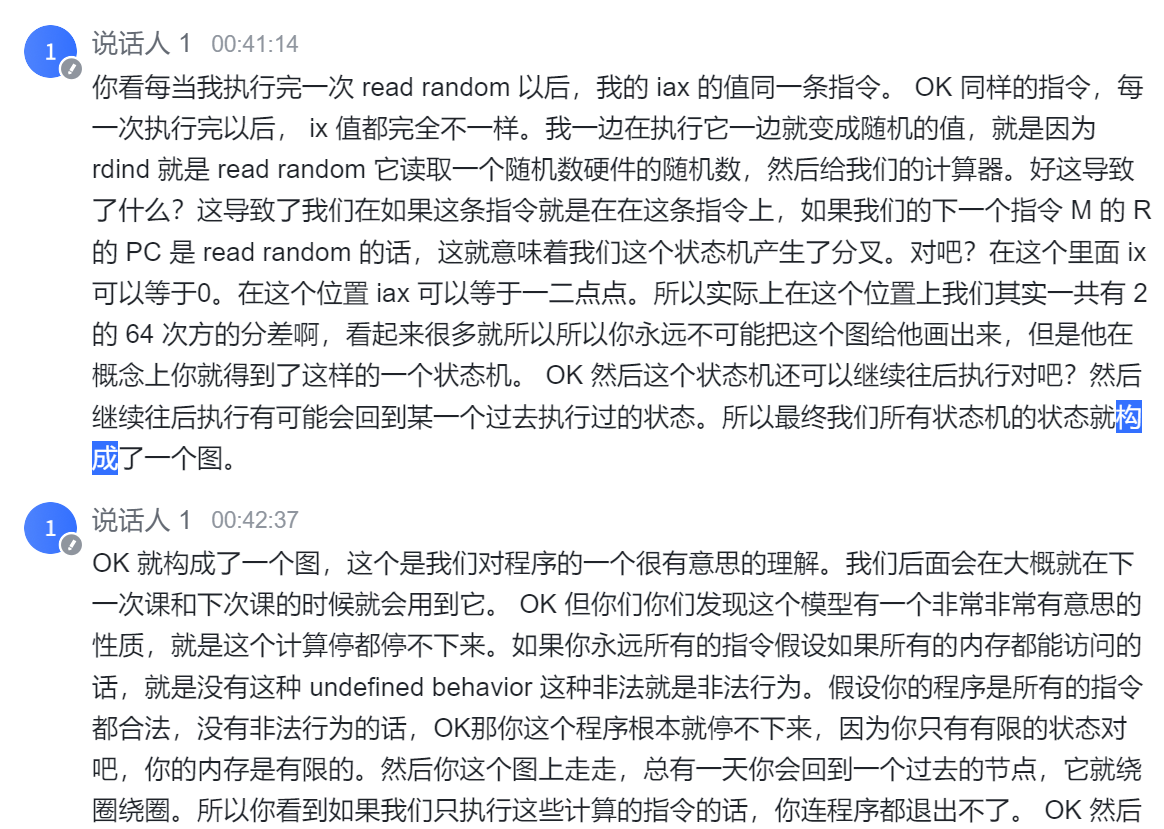 1 说话人 1 00:41:14
你看每当我执行完一次 read random 以后，我的 iax 的值同一条指令。 OK 同样的指令，每
一次执行完以后， ix 值都完全不一样。我一边在执行它一边就变成随机的值，就是因为
rdind 就是 read random 它读取一个随机数硬件的随机数，然后给我们的计算器。好这导致
了什么？这导致了我们在如果这条指令就是在在这条指令上，如果我们的下一个指令 M 的 R
的 PC 是 read random 的话，这就意味着我们这个状态机产生了分叉。对吧？在这个里面 ix
可以等于0。在这个位置 iax 可以等于一二点点。所以实际上在这个位置上我们其实一共有 2
的 64 次方的分差啊，看起来很多就所以所以你永远不可能把这个图给他画出来，但是他在
概念上你就得到了这样的一个状态机。 OK 然后这个状态机还可以继续往后执行对吧？然后
继续往后执行有可能会回到某一个过去执行过的状态。所以最终我们所有状态机的状态就构
成了一个图。
1 说话人 1 00:42:37
OK 就构成了一个图，这个是我们对程序的一个很有意思的理解。我们后面会在大概就在下
一次课和下次课的时候就会用到它。 OK 但你们你们发现这个模型有一个非常非常有意思的
性质，就是这个计算停都停不下来。如果你永远所有的指令假设如果所有的内存都能访问的
话，就是没有这种 undefined behavior 这种非法就是非法行为。假设你的程序是所有的指令
都合法，没有非法行为的话，OK那你这个程序根本就停不下来，因为你只有有限的状态对
吧，你的内存是有限的。然后你这个图上走走，总有一天你会回到一个过去的节点，它就绕
圈绕圈。所以你看到如果我们只执行这些计算的指令的话，你连程序都退出不了。 OK 然后